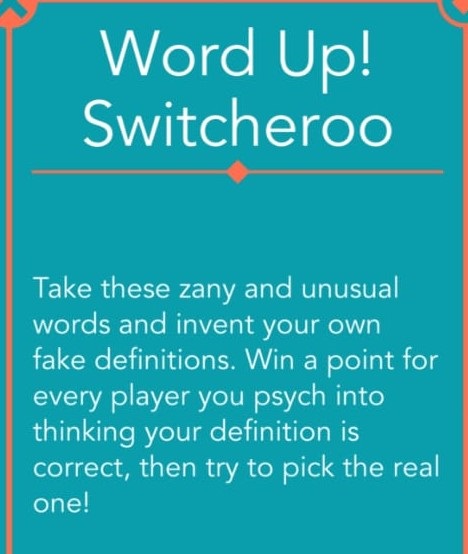 Word Up!
Switcheroo
Take these zany and unusual
words and invent your own
fake definitions. Win a point for
every player you psych into
thinking your definition is
correct, then try to pick the real
one!